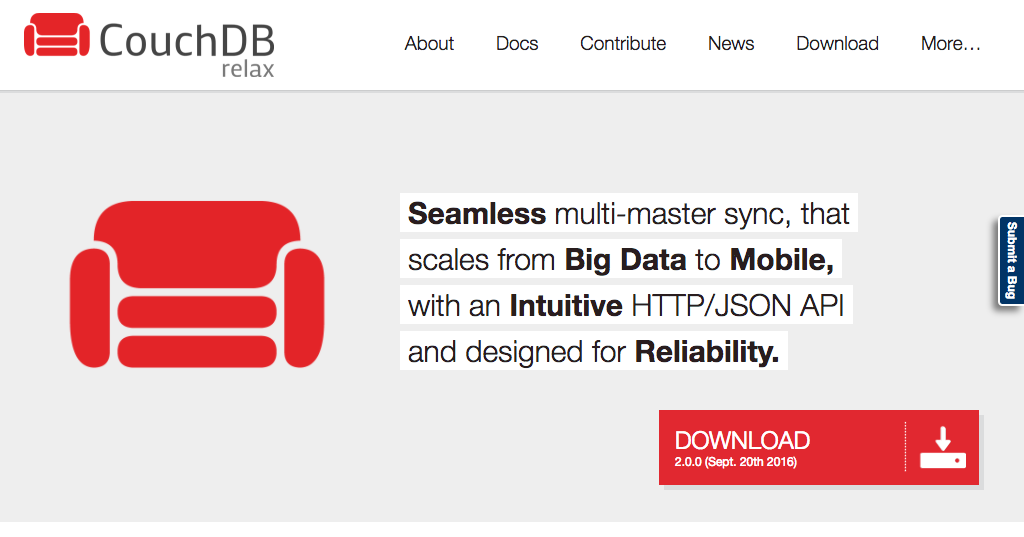 CouchDB
relax
About Docs Contribute News Download More…
Seamless multi-master sync, that
scales from Big Data to Mobile,
with an Intuitive HTTP/JSON API
and designed for Reliability.
Submit a Bug
DOWNLOAD
2.0.0 (Sept. 20th 2016)